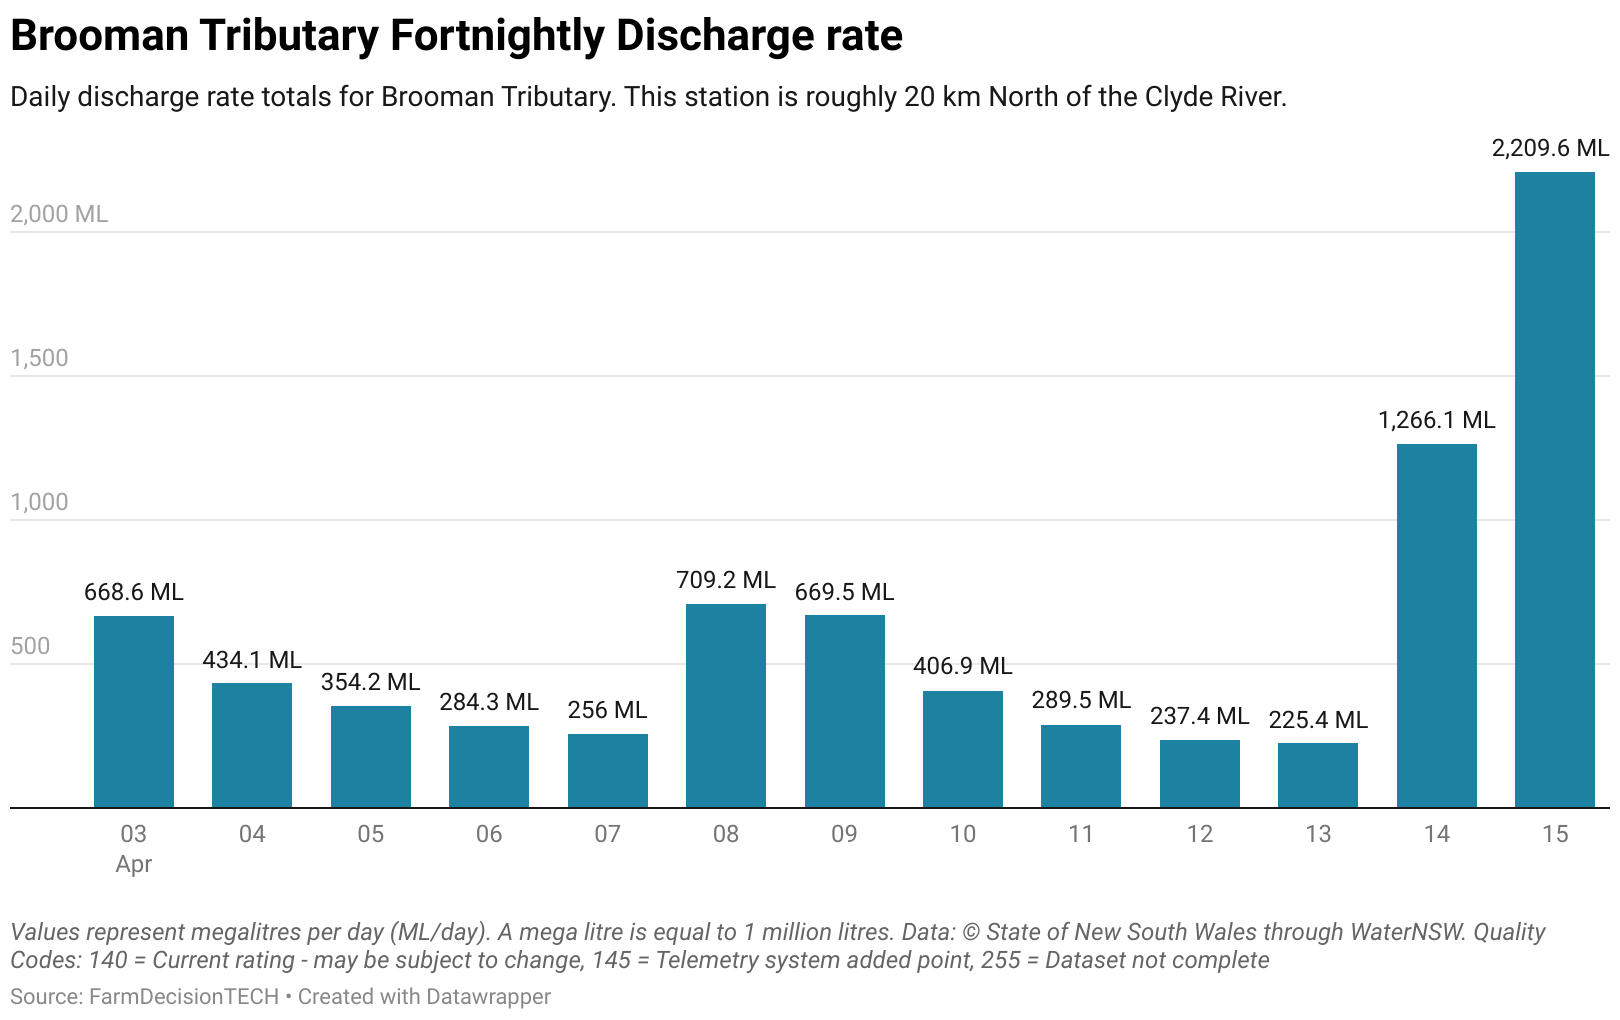 Brooman Tributary Fortnightly Discharge rate
Daily discharge rate totals for Brooman Tributary. This station is roughly 20 km North of the Clyde River.
2,209.6 ML
2,000 ML
1,500
1,266.1 ML
1,000
709.2 ML
668.6 ML
669.5 ML
500
434.1 ML
406.9 ML
354.2 ML
284.3 ML
289.5 ML
256 ML
237.4 ML
225.4 ML
03 04 05 06 07 08 09 10 11 12 13 14 15
Apr
Values represent megalitres per day (ML/day). A mega litre is equal to 1 million litres. Data: © State of New South Wales through WaterNSW. Quality
Codes: 140 = Current rating - may be subject to change, 145 = Telemetry system added point, 255 = Dataset not complete
Source: FarmDecisionTECH • Created with Datawrapper